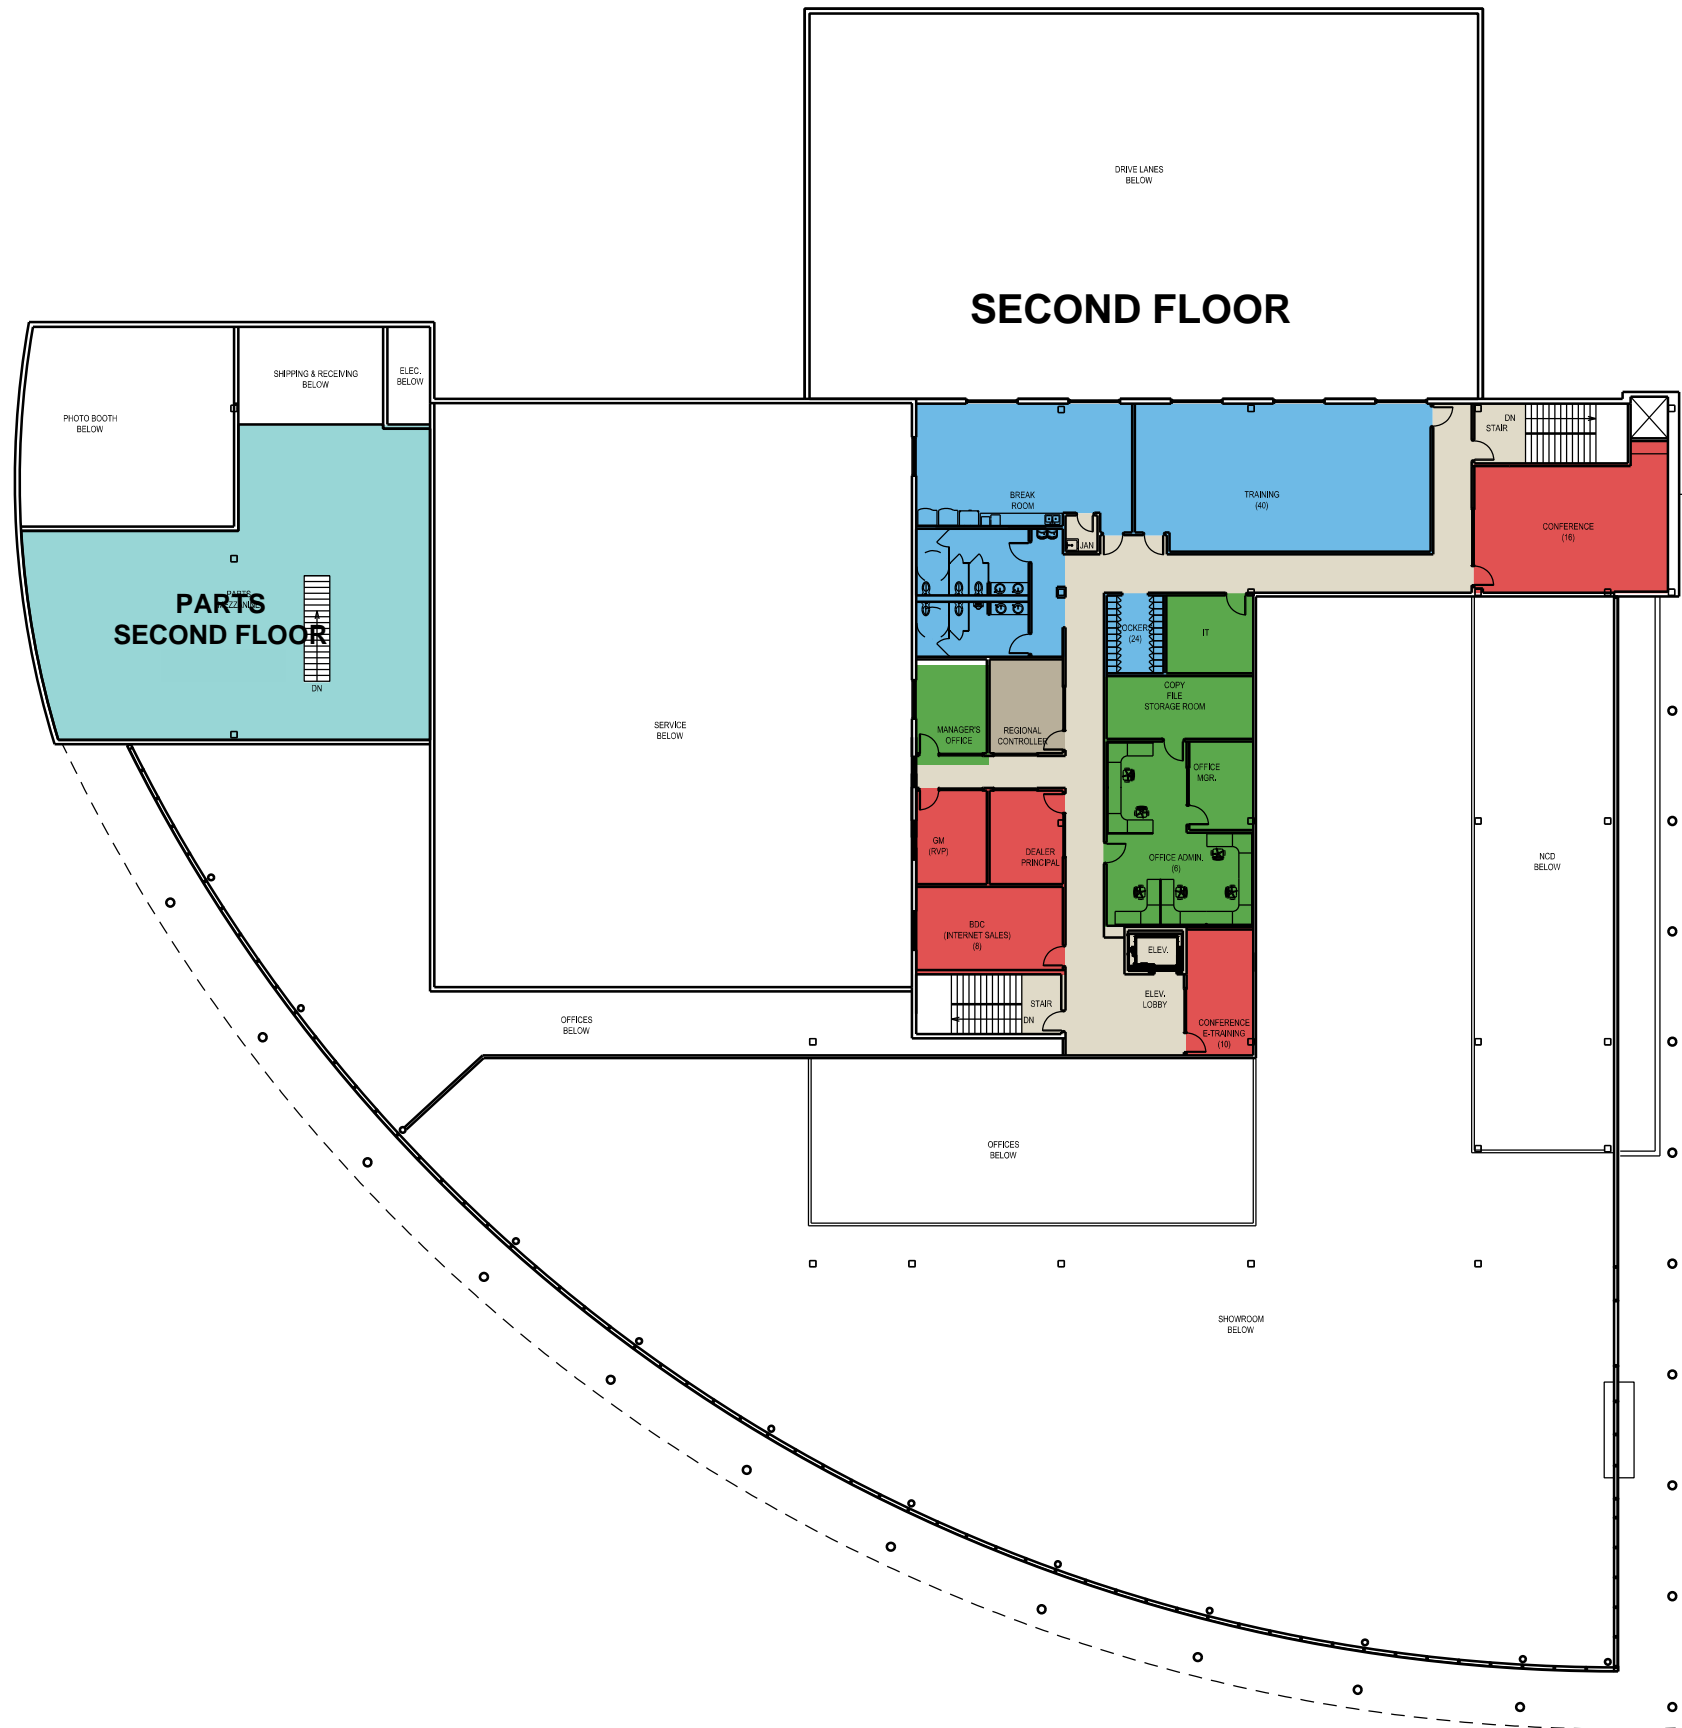 DRIVE LANES
BELOW
SECOND FLOOR
SHIPPING & RECEIVING
BELOW
ELEC.
BELOW
PHOTO BOOTH
BELOW
DN
STAIR
BREAK
ROOM
TRAINING
(40)
CONFERENCE
(16)
JAN
PARTS
SECOND FLOOR
DN
LOCKERS
(24)
IT
COPY
FILE
STORAGE ROOM
SERVICE
BELOW
MANAGER'S
OFFICE
REGIONAL
CONTROLLER
OFFICE
MGR.
GM
(RVP)
DEALER
PRINCIPAL
OFFICE ADMIN.
(6)
NCD
BELOW
BDC
(INTERNET SALES)
(8)
ELEV.
ELEV.
LOBBY
STAIR
DN
OFFICES
BELOW
CONFERENCE
E-TRAINING
(10)
OFFICES
BELOW
SHOWROOM
BELOW